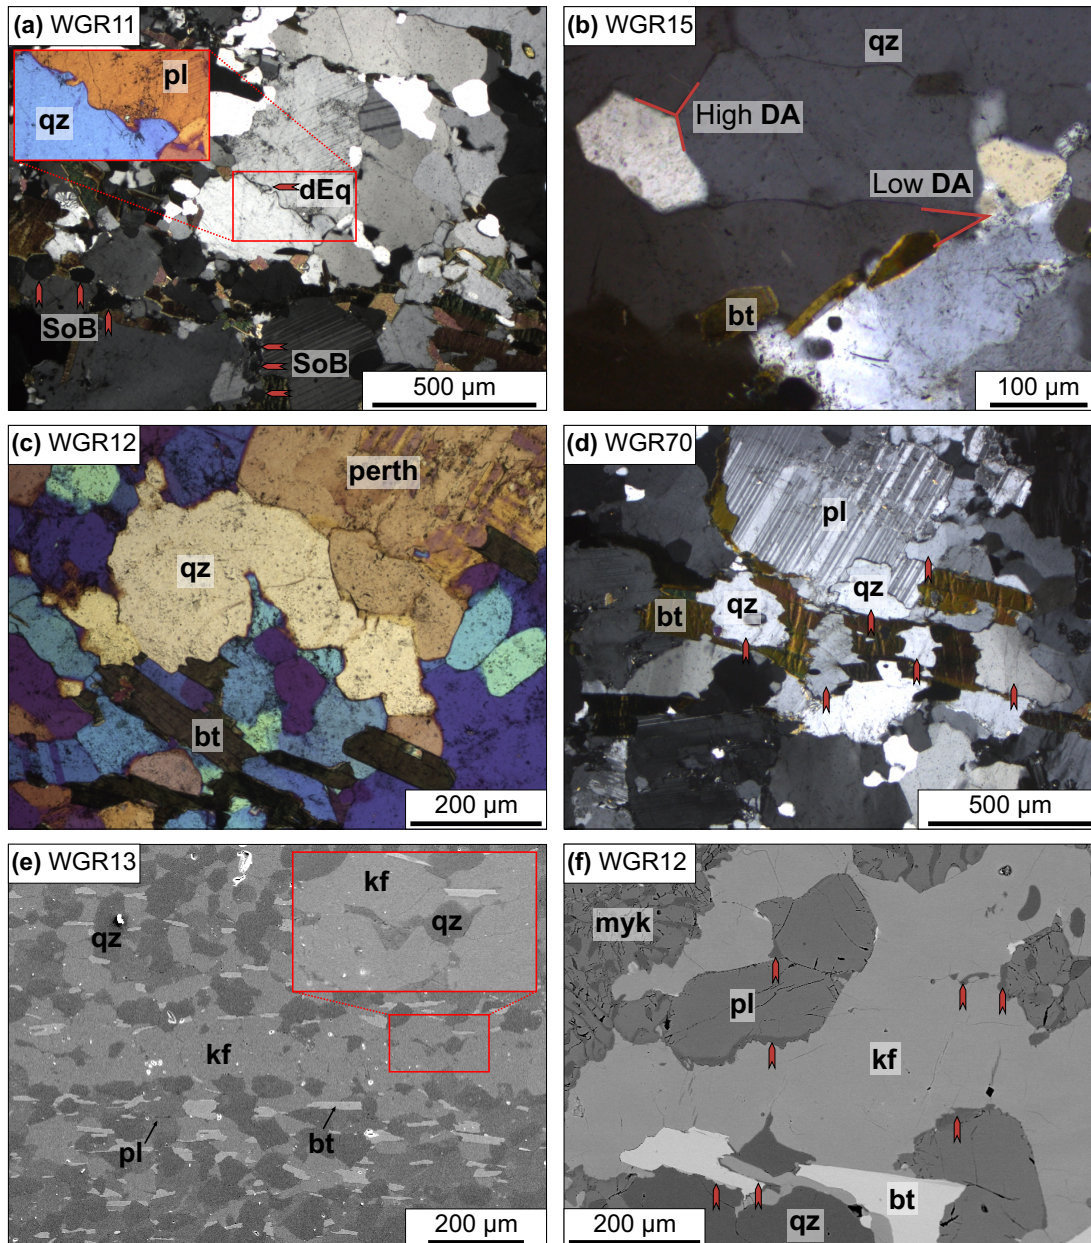 (a) WGR11
pl
qz
dEq
SoB
SoB
500 µm
(b) WGR15
qz
High DA
Low DA
bt
100 µm
(c) WGR12
perth
qz
bt
200 µm
(d) WGR70
pl
qz
qz
bt
500 µm
(e) WGR13
kf
qz
qz
kf
pl
bt
200 µm
(f) WGR12
myk
pl
kf
bt
qz
200 µm